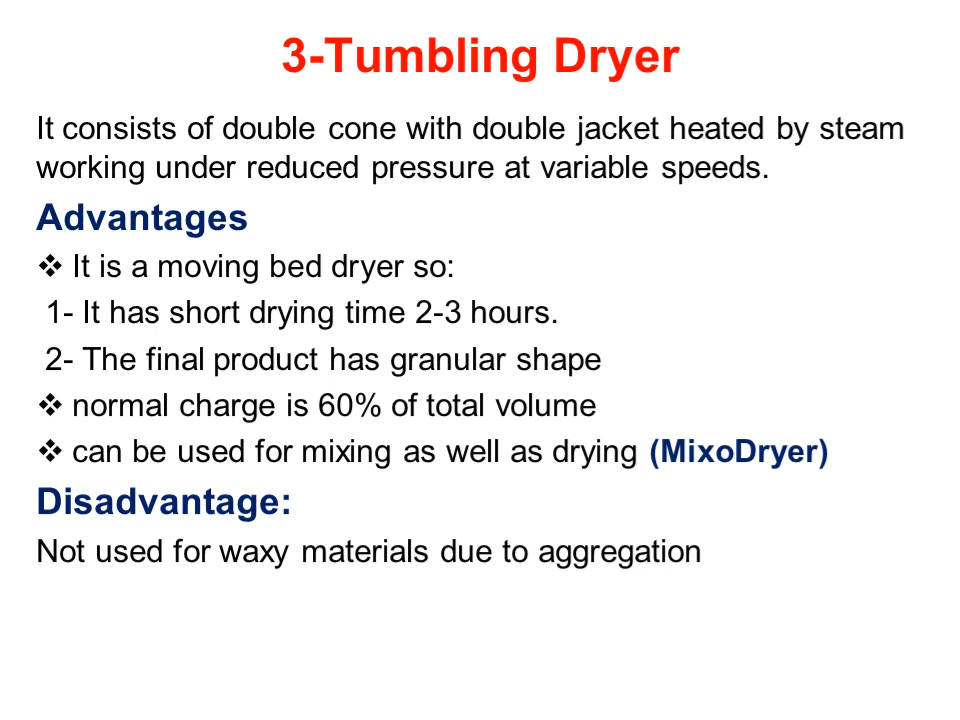 3-Tumbling Dryer
It consists of double cone with double jacket heated by steam
working under reduced pressure at variable speeds.
Advantages
❖ It is a moving bed dryer so:
1- It has short drying time 2-3 hours.
2- The final product has granular shape
❖ normal charge is 60% of total volume
❖ can be used for mixing as well as drying (MixoDryer)
Disadvantage:
Not used for waxy materials due to aggregation